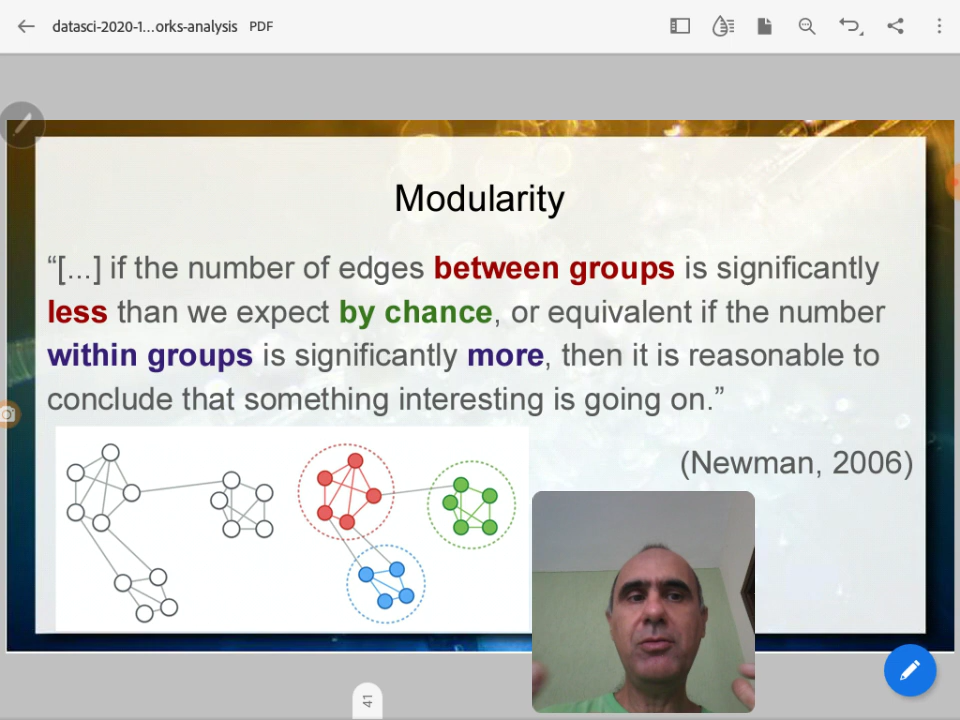 datasci-2020-1...orks-analysis PDF
Modularity
“[...] if the number of edges between groups is significantly
less than we expect by chance, or equivalent if the number
within groups is significantly more, then it is reasonable to
conclude that something interesting is going on.”
(Newman, 2006)
41